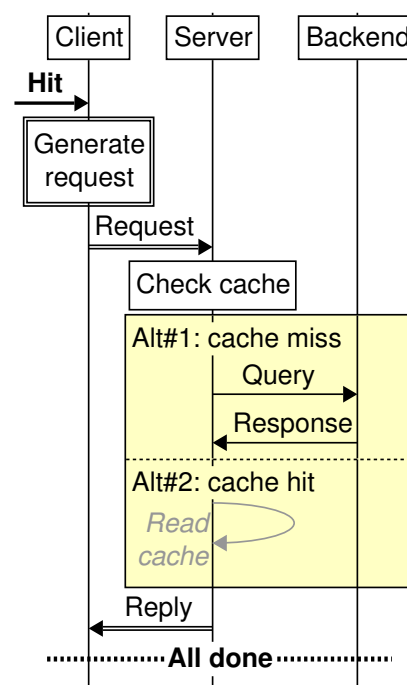 Client Server Backend
Hit
Generate
request
Request
Check cache
Alt#1: cache miss
Query
Response
Alt#2: cache hit
Read
cache
Reply
All done